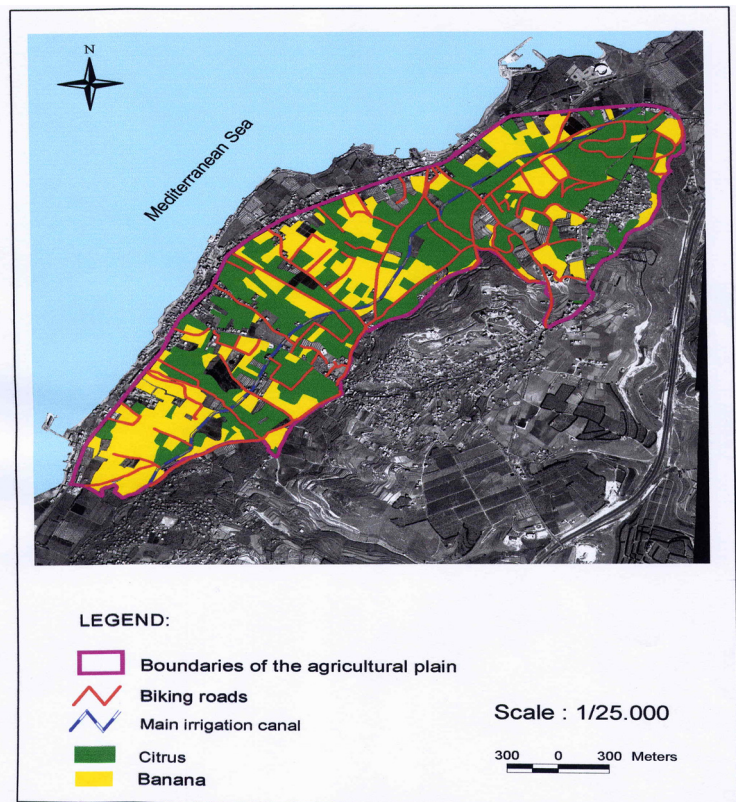 N
Mediterranean Sea
LEGEND:
Boundaries of the agricultural plain
Biking roads
Main irrigation canal
Citrus
Banana
Scale : 1/25.000
300 0 300 Meters